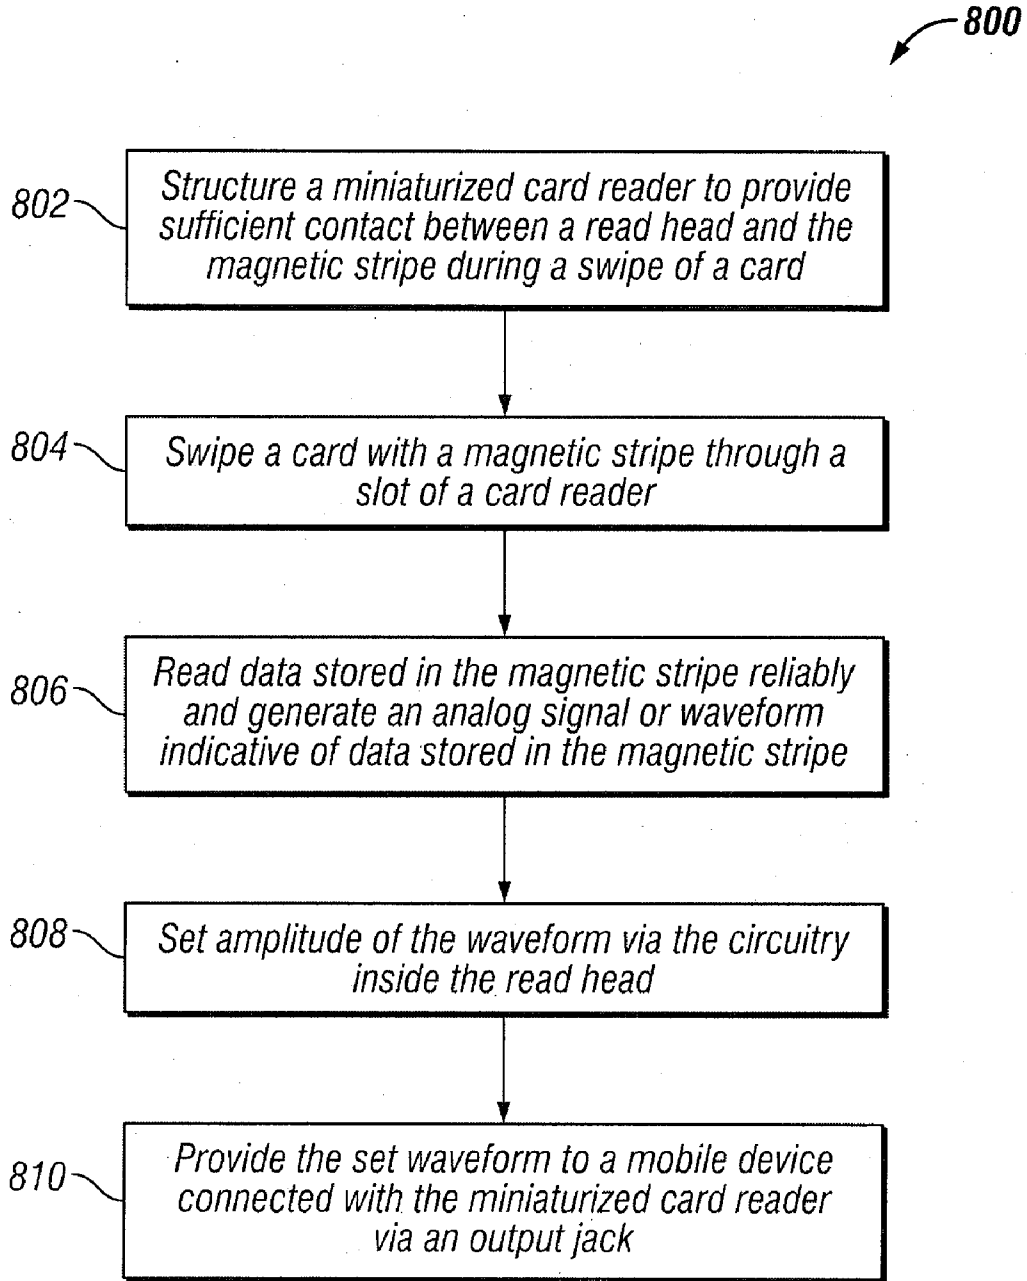 800
802
Structure a miniaturized card reader to provide
sufficient contact between a read head and the
magnetic stripe during a swipe of a card
804
Swipe a card with a magnetic stripe through a
slot of a card reader
806
Read data stored in the magnetic stripe reliably
and generate an analog signal or waveform
indicative of data stored in the magnetic stripe
808
Set amplitude of the waveform via the circuitry
inside the read head
810
Provide the set waveform to a mobile device
connected with the miniaturized card reader
via an output jack